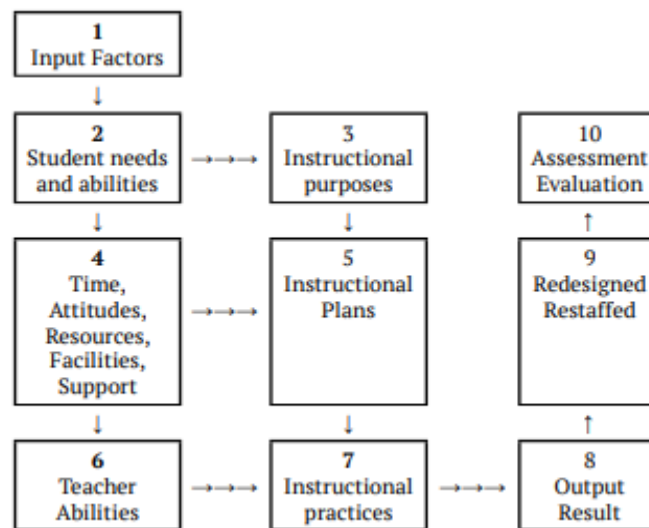 1
Input Factors
↓
2
Student needs
and abilities
→→→
3
Instructional
purposes
10
Assessment
Evaluation
↓
↓
↑
4
Time,
Attitudes,
Resources,
Facilities,
Support
→→→
5
Instructional
Plans
9
Redesigned
Restaffed
↓
↓
↑
6
Teacher
Abilities
→→→
7
Instructional
practices
→→→
8
Output
Result